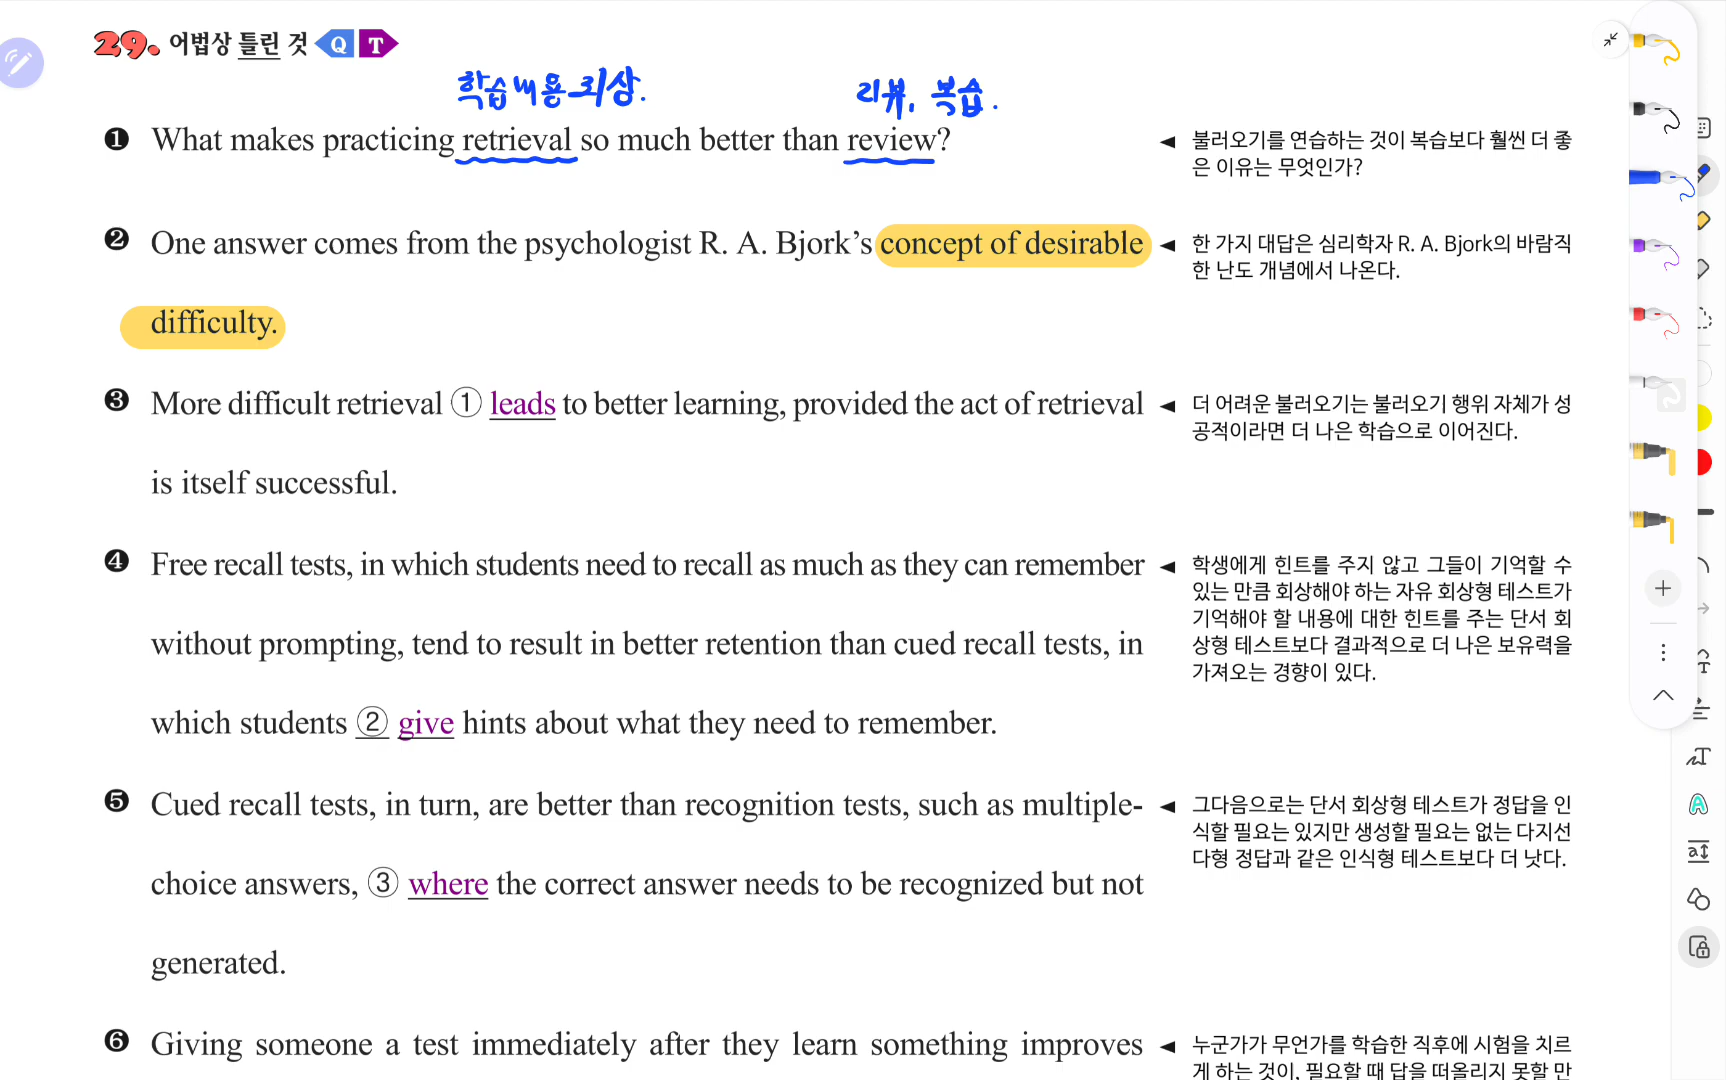 29. 어법상 틀린 것 Q T
학습내용 회상.
리뷰, 복습.
❶ What makes practicing retrieval so much better than review?
◄ 불러오기를 연습하는 것이 복습보다 훨씬 더 좋
은 이유는 무엇인가?
❷ One answer comes from the psychologist R. A. Bjork’s concept of desirable
difficulty.
◄ 한 가지 대답은 심리학자 R. A. Bjork의 바람직
한 난도 개념에서 나온다.
❸ More difficult retrieval ① leads to better learning, provided the act of retrieval
is itself successful.
◄ 더 어려운 불러오기는 불러오기 행위 자체가 성
공적이라면 더 나은 학습으로 이어진다.
❹ Free recall tests, in which students need to recall as much as they can remember
without prompting, tend to result in better retention than cued recall tests, in
which students ② give hints about what they need to remember.
◄ 학생에게 힌트를 주지 않고 그들이 기억할 수
있는 만큼 회상해야 하는 자유 회상형 테스트가
기억해야 할 내용에 대한 힌트를 주는 단서 회
상형 테스트보다 결과적으로 더 나은 보유력을
가져오는 경향이 있다.
❺ Cued recall tests, in turn, are better than recognition tests, such as multiple-
choice answers, ③ where the correct answer needs to be recognized but not
generated.
◄ 그다음으로는 단서 회상형 테스트가 정답을 인
식할 필요는 있지만 생성할 필요는 없는 다지선
다형 정답과 같은 인식형 테스트보다 더 낫다.
❻ Giving someone a test immediately after they learn something improves
◄ 누군가가 무언가를 학습한 직후에 시험을 치르
게 하는 것이, 필요할 때 답을 떠올리지 못할 만